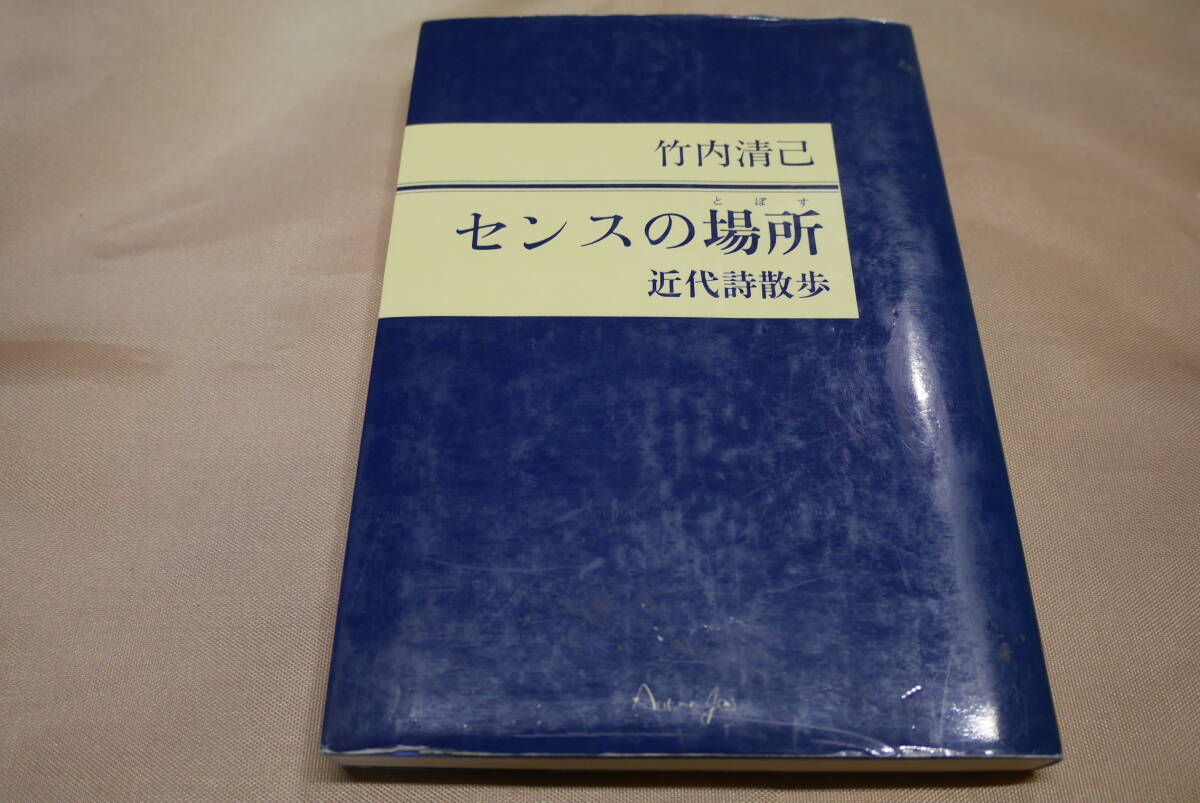 竹内清己
とぽす
センスの場所
近代詩散歩